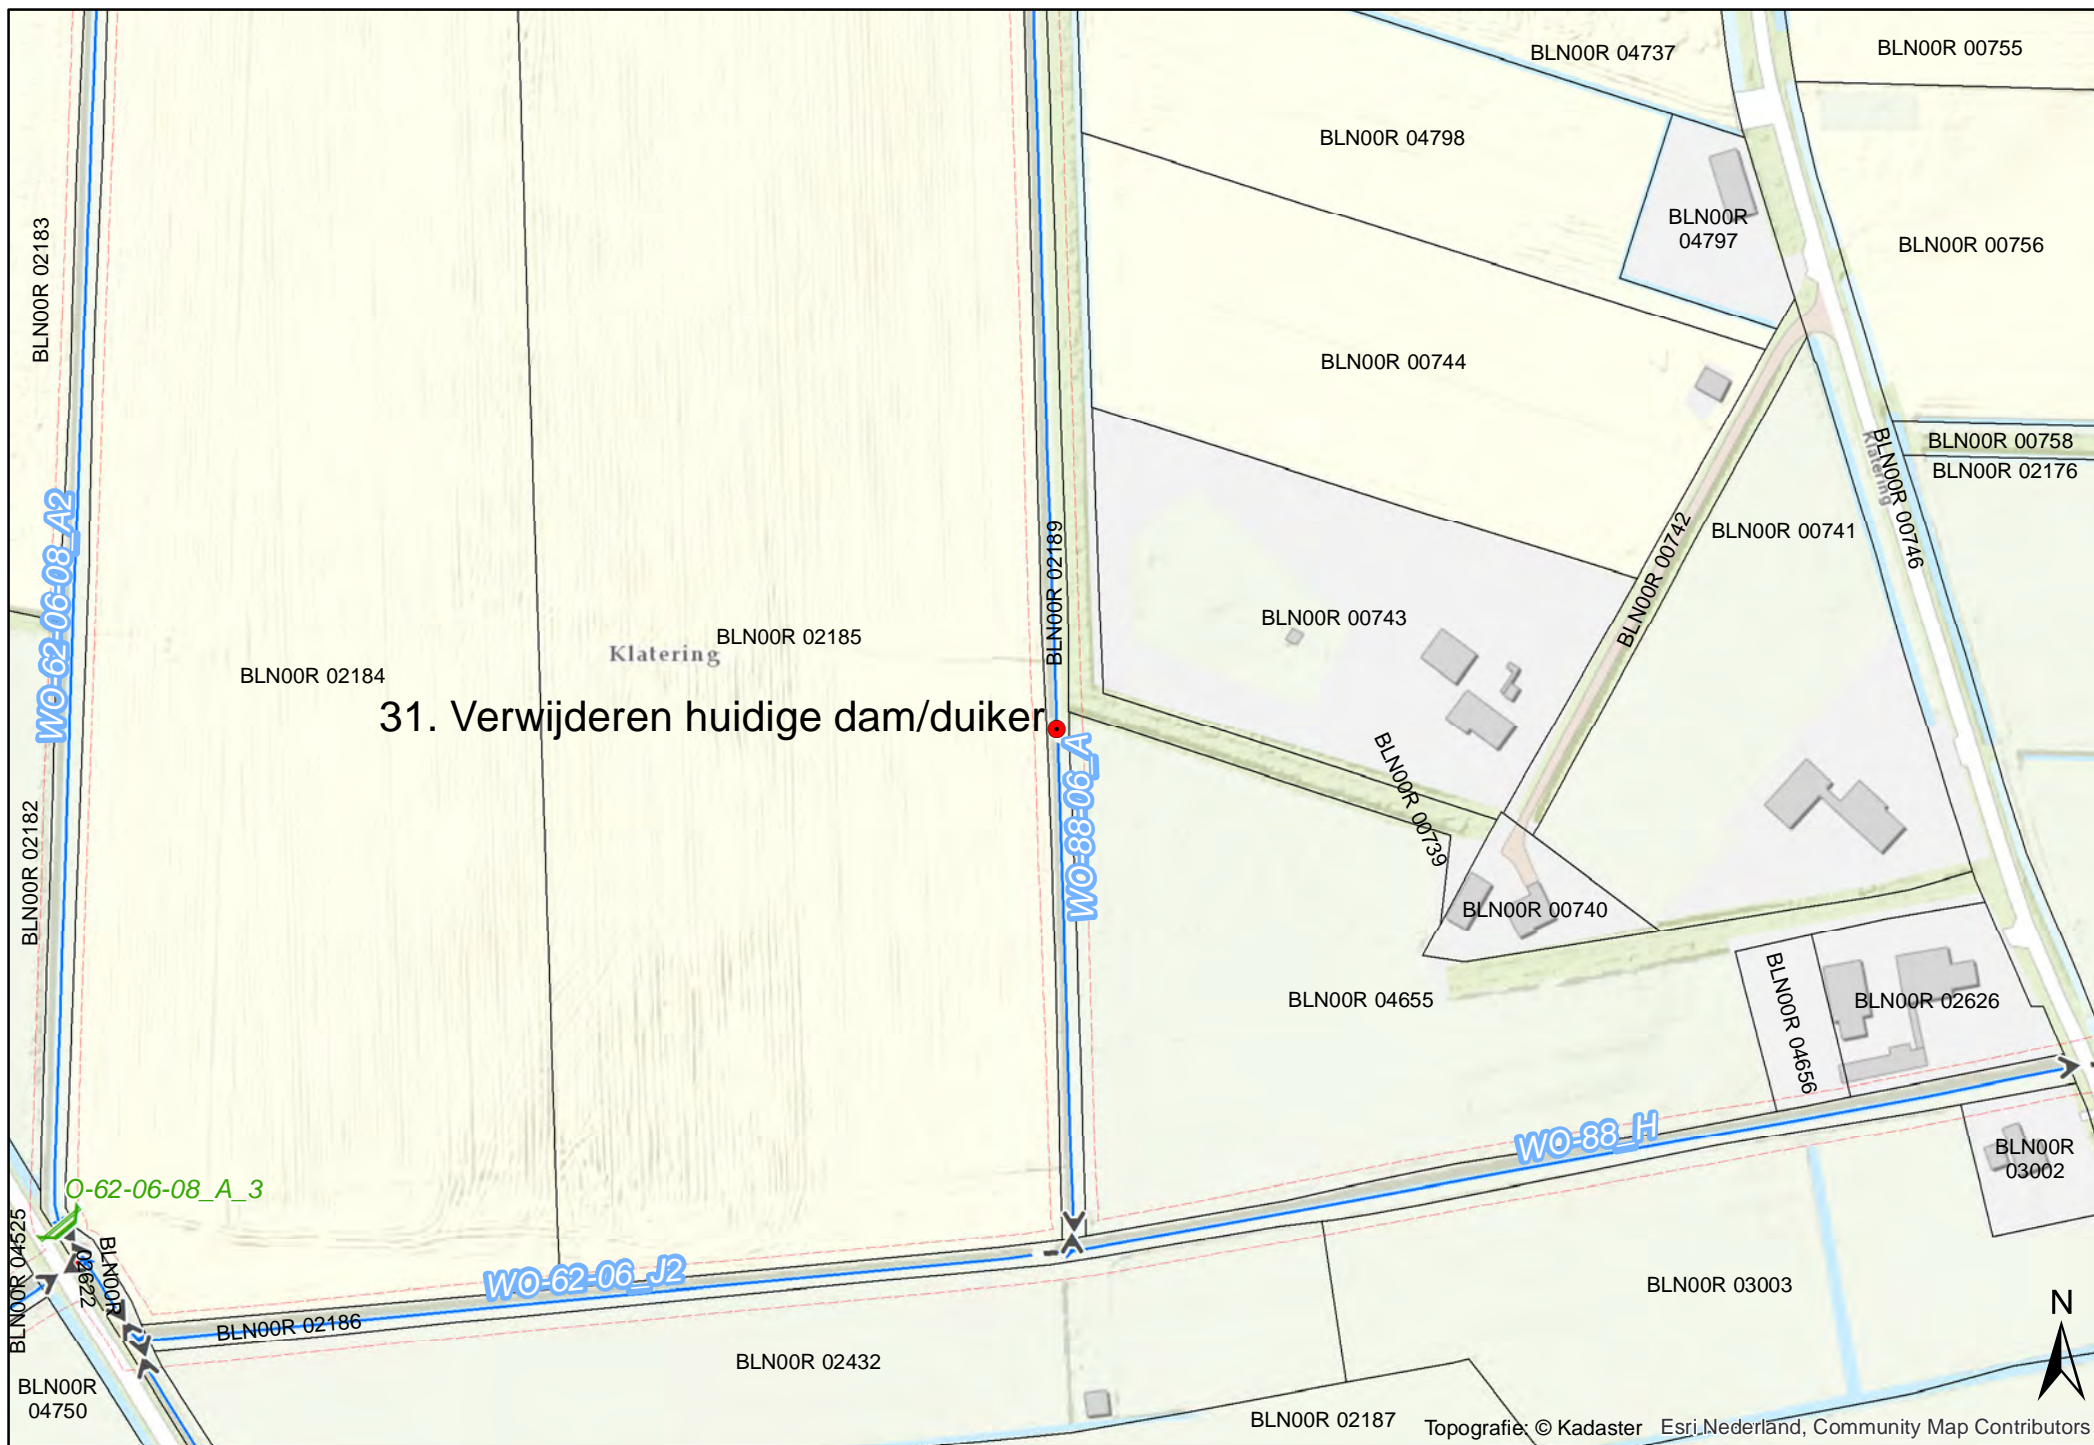 BLN00R 04737
BLN00R 00755
BLN00R 04798
BLN00R
04797
BLN00R 00756
BLN00R 02183
BLN00R 00744
BLN00R 00758
BLN00R 02176
Klatering
BLN00R 00746
BLN00R 00741
BLN00R 00742
WO-62-06-08_A2
BLN00R 02189
BLN00R 00743
BLN00R 02185
Klatering
BLN00R 02184
31. Verwijderen huidige dam/duiker
WO-88-06_A
BLN00R 00739
BLN00R 02182
BLN00R 00740
BLN00R 04655
BLN00R 04656
BLN00R 02626
WO-88_H
BLN00R
03002
O-62-06-08_A_3
BLN00R 04525
BLN00R
02622
WO-62-06_J2
BLN00R 03003
BLN00R 02186
N
BLN00R 02432
BLN00R
04750
BLN00R 02187
Topografie: © Kadaster
Esri Nederland, Community Map Contributors